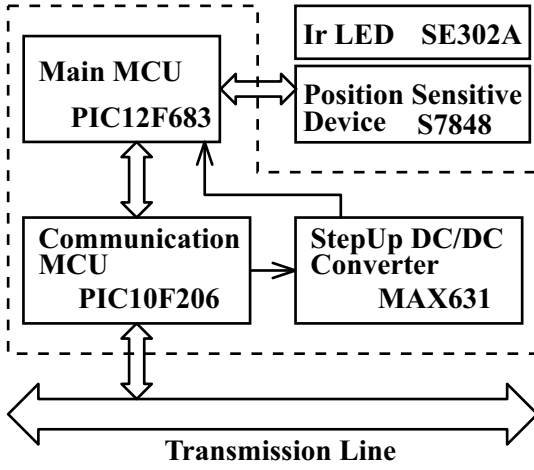 Main MCU
PIC12F683
Ir LED SE302A
Position Sensitive
Device S7848
Communication
MCU
PIC10F206
StepUp DC/DC
Converter
MAX631
Transmission Line